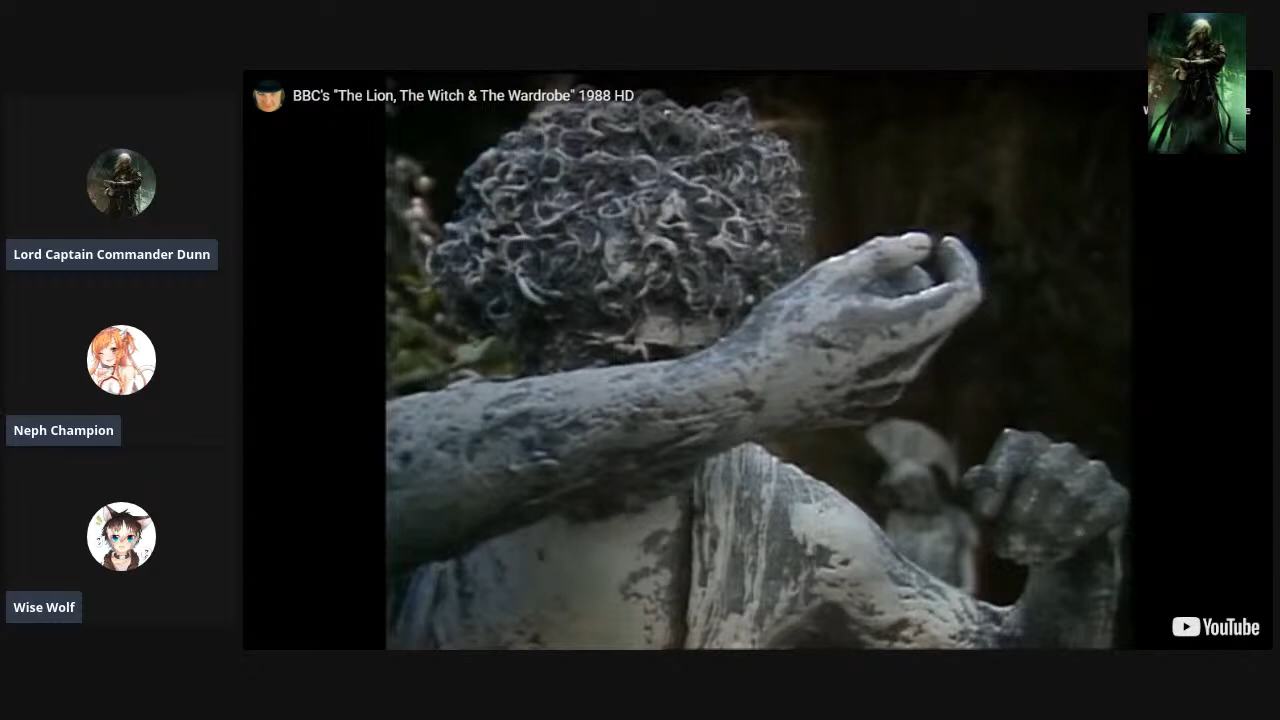 BBC's "The Lion, The Witch & The Wardrobe" 1988 HD
Lord Captain Commander Dunn
Neph Champion
Wise Wolf
YouTube